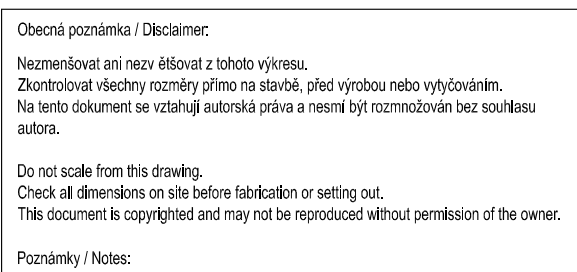 Obecná poznámka / Disclaimer:
Nezmenšovat ani nezv ětšovat z tohoto výkresu.
Zkontrolovat všechny rozměry přímo na stavbě, před výrobou nebo vytyčováním.
Na tento dokument se vztahují autorská práva a nesmí být rozmnožován bez souhlasu
autora.
Do not scale from this drawing.
Check all dimensions on site before fabrication or setting out.
This document is copyrighted and may not be reproduced without permission of the owner.
Poznámky / Notes: